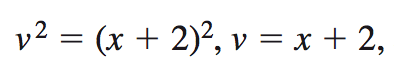 v² = (x + 2)², v = x + 2,